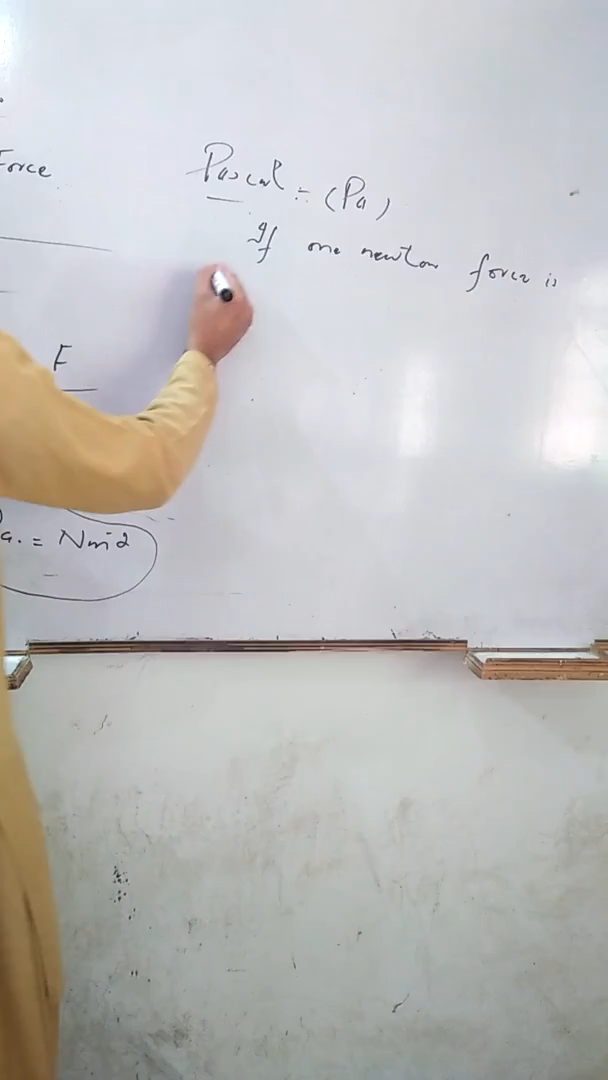 Force
F
a. = Nm-2
Pascal :- (Pa)
If one newton force is